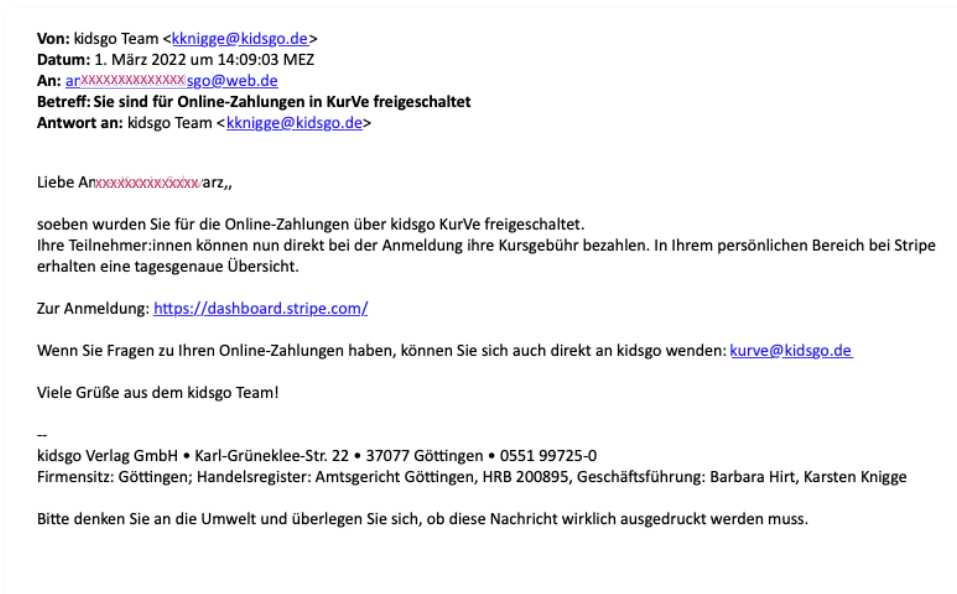 Von: kidsgo Team <kknigge@kidsgo.de>
Datum: 1. März 2022 um 14:09:03 MEZ
An: arxxxxxxxxxxxxxxsgo@web.de
Betreff: Sie sind für Online-Zahlungen in KurVe freigeschaltet
Antwort an: kidsgo Team <kknigge@kidsgo.de>
Liebe Anxxxxxxxxxxxxxxarz,,
soeben wurden Sie für die Online-Zahlungen über kidsgo KurVe freigeschaltet.
Ihre Teilnehmer:innen können nun direkt bei der Anmeldung ihre Kursgebühr bezahlen. In Ihrem persönlichen Bereich bei Stripe
erhalten eine tagesgenaue Übersicht.
Zur Anmeldung: https://dashboard.stripe.com/
Wenn Sie Fragen zu Ihren Online-Zahlungen haben, können Sie sich auch direkt an kidsgo wenden: kurve@kidsgo.de
Viele Grüße aus dem kidsgo Team!
--
kidsgo Verlag GmbH • Karl-Grüneklee-Str. 22 • 37077 Göttingen • 0551 99725-0
Firmensitz: Göttingen; Handelsregister: Amtsgericht Göttingen, HRB 200895, Geschäftsführung: Barbara Hirt, Karsten Knigge
Bitte denken Sie an die Umwelt und überlegen Sie sich, ob diese Nachricht wirklich ausgedruckt werden muss.